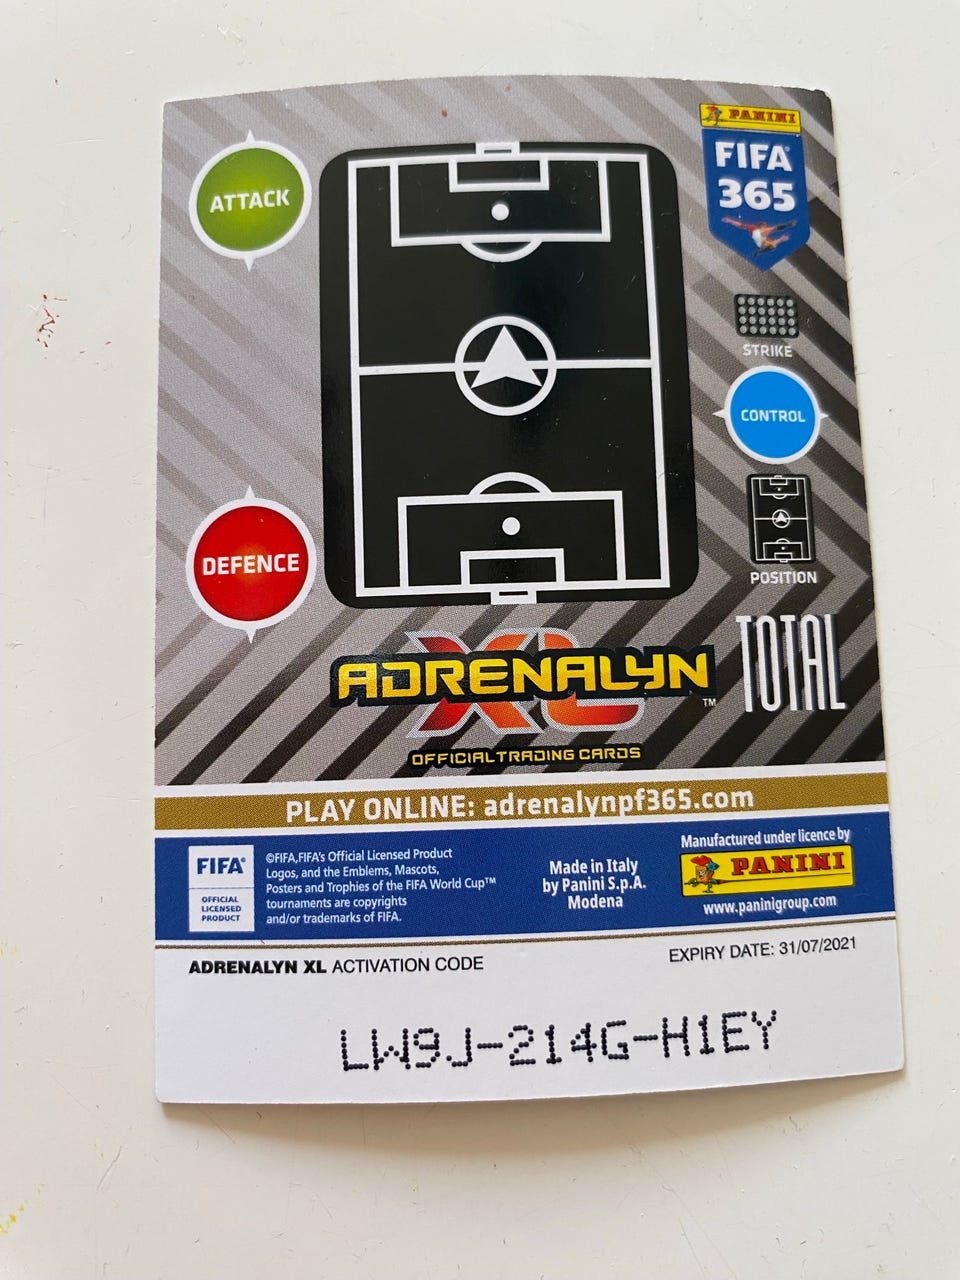 PANINI
FIFA
365
ATTACK
STRIKE
CONTROL
DEFENCE
POSITION
TOTAL
XL
ADRENALYN™
OFFICIAL TRADING CARDS
PLAY ONLINE: adrenalynpf365.com
FIFA®
OFFICIAL
LICENSED
PRODUCT
©FIFA,FIFA's Official Licensed Product
Logos, and the Emblems, Mascots,
Posters and Trophies of the FIFA World Cup™
tournaments are copyrights
and/or trademarks of FIFA.
Made in Italy
by Panini S.p.A.
Modena
Manufactured under licence by
PANINI
www.paninigroup.com
ADRENALYN XL ACTIVATION CODE
EXPIRY DATE: 31/07/2021
LW9J-214G-H1EY